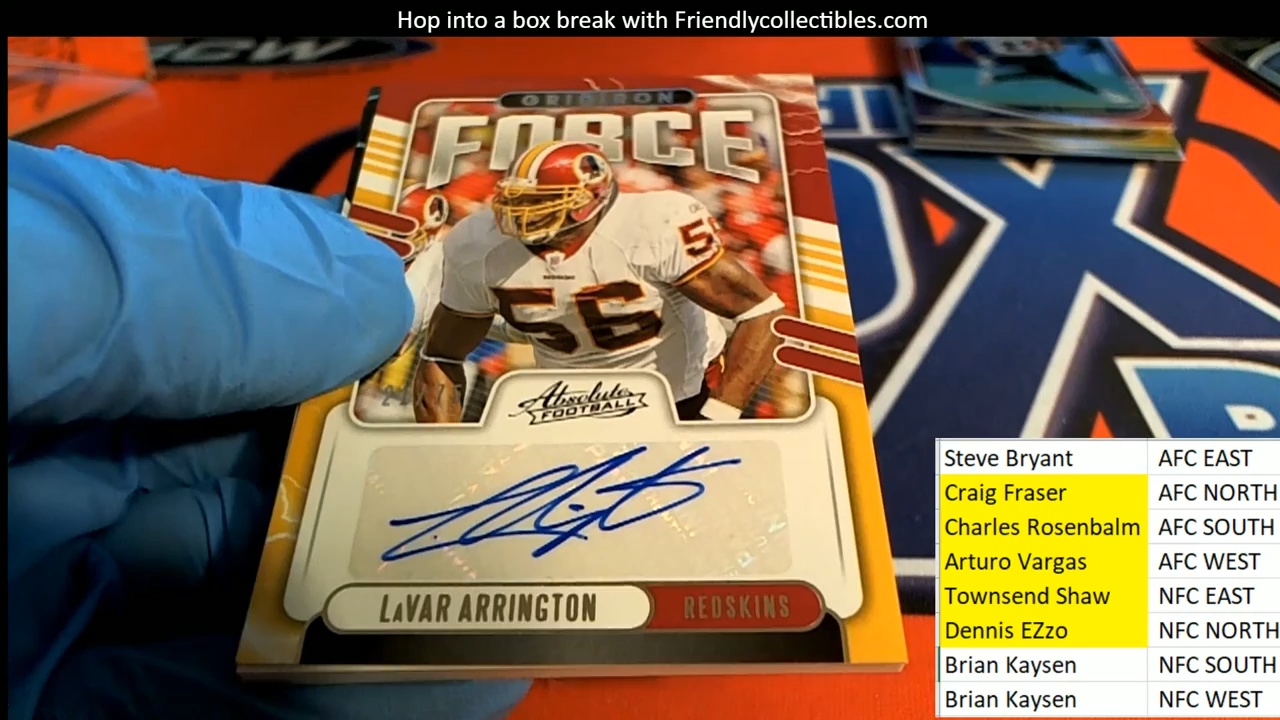 Hop into a box break with Friendlycollectibles.com
GRIDIRON
FORCE
56
56
Absolute
FOOTBALL
LaVAR ARRINGTON
REDSKINS
Steve Bryant AFC EAST
Craig Fraser AFC NORTH
Charles Rosenbalm AFC SOUTH
Arturo Vargas AFC WEST
Townsend Shaw NFC EAST
Dennis EZzo NFC NORTH
Brian Kaysen NFC SOUTH
Brian Kaysen NFC WEST